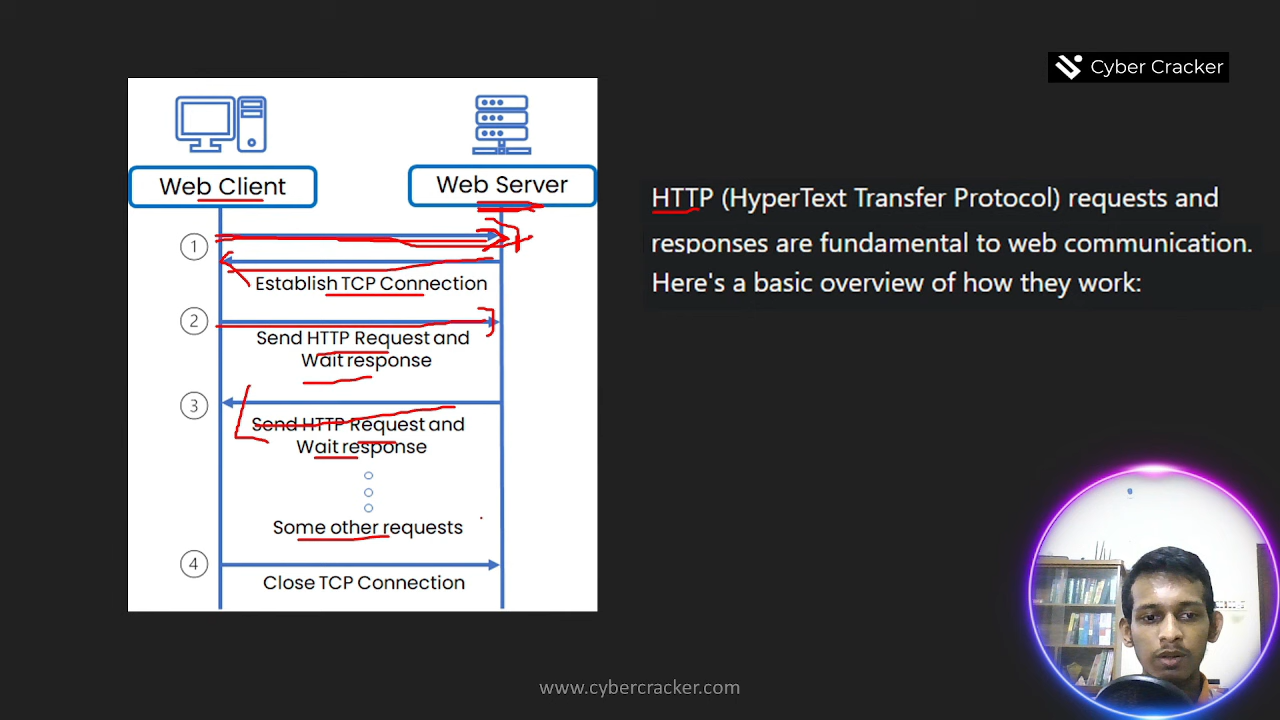 Cyber Cracker
Web Client
Web Server
1
Establish TCP Connection
2
Send HTTP Request and
Wait response
3
Send HTTP Request and
Wait response
Some other requests
4
Close TCP Connection
HTTP (HyperText Transfer Protocol) requests and
responses are fundamental to web communication.
Here's a basic overview of how they work:
www.cybercracker.com